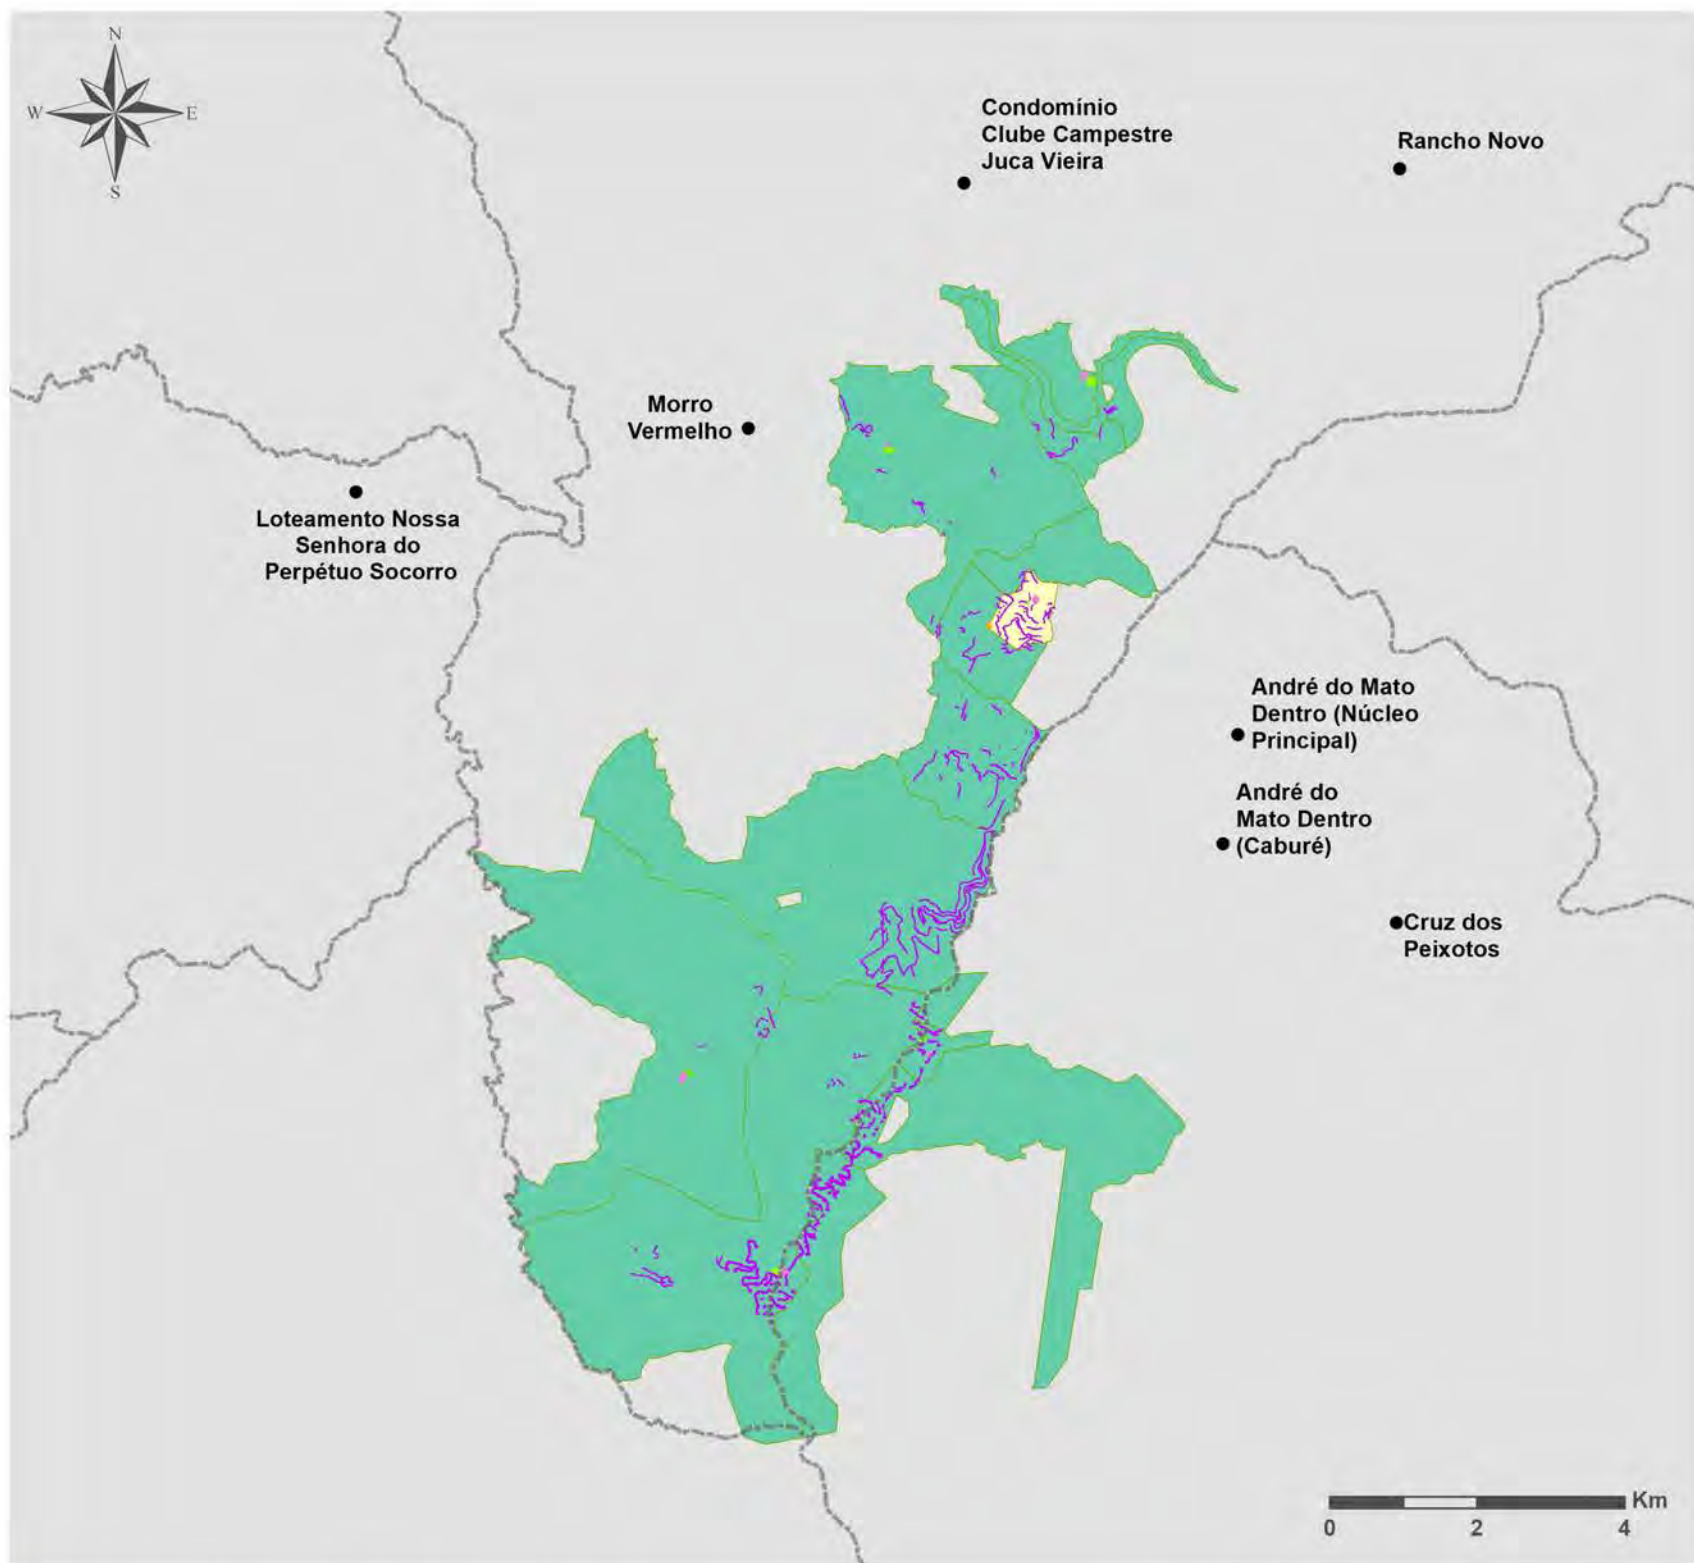 N
W
E
S
Condomínio
Clube Campestre
Juca Vieira
Rancho Novo
Morro
Vermelho
Loteamento Nossa
Senhora do
Perpétuo Socorro
André do Mato
Dentro (Núcleo
Principal)
André do
Mato Dentro
(Caburé)
Cruz dos
Peixotos
Km
0 2 4